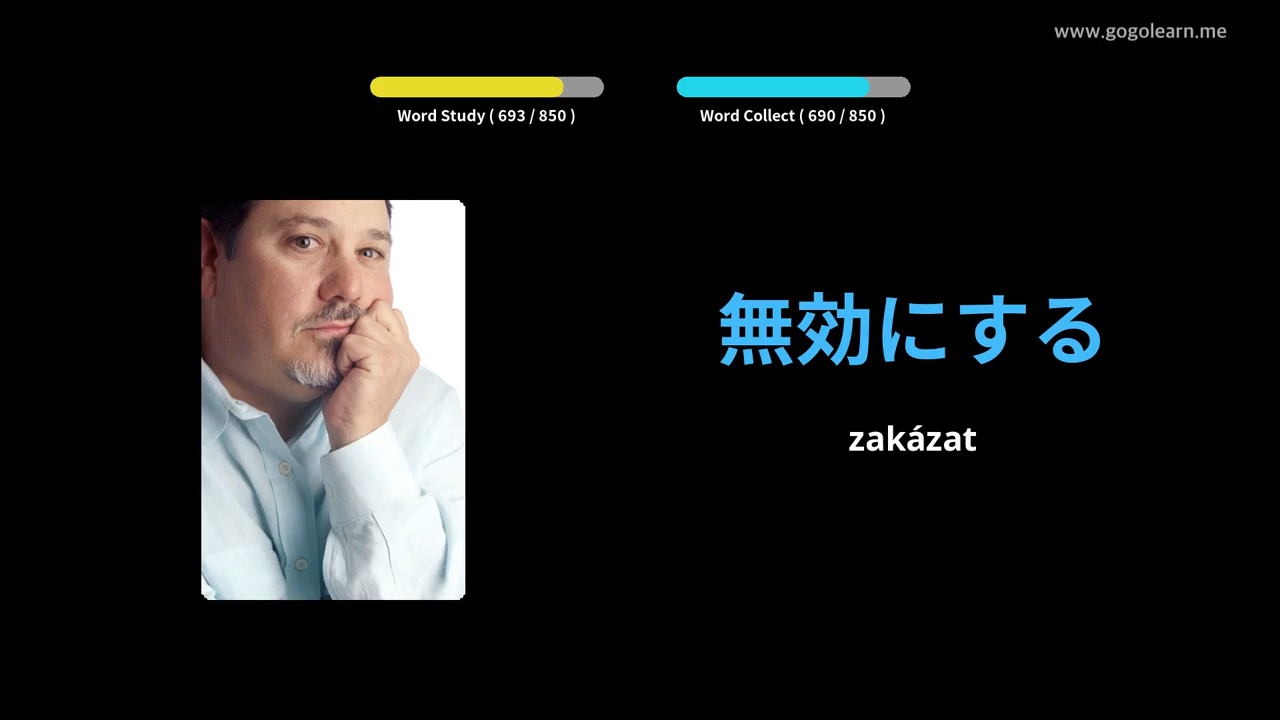 www.gogolearn.me
Word Study ( 693 / 850 )
Word Collect ( 690 / 850 )
無効にする
zakázat